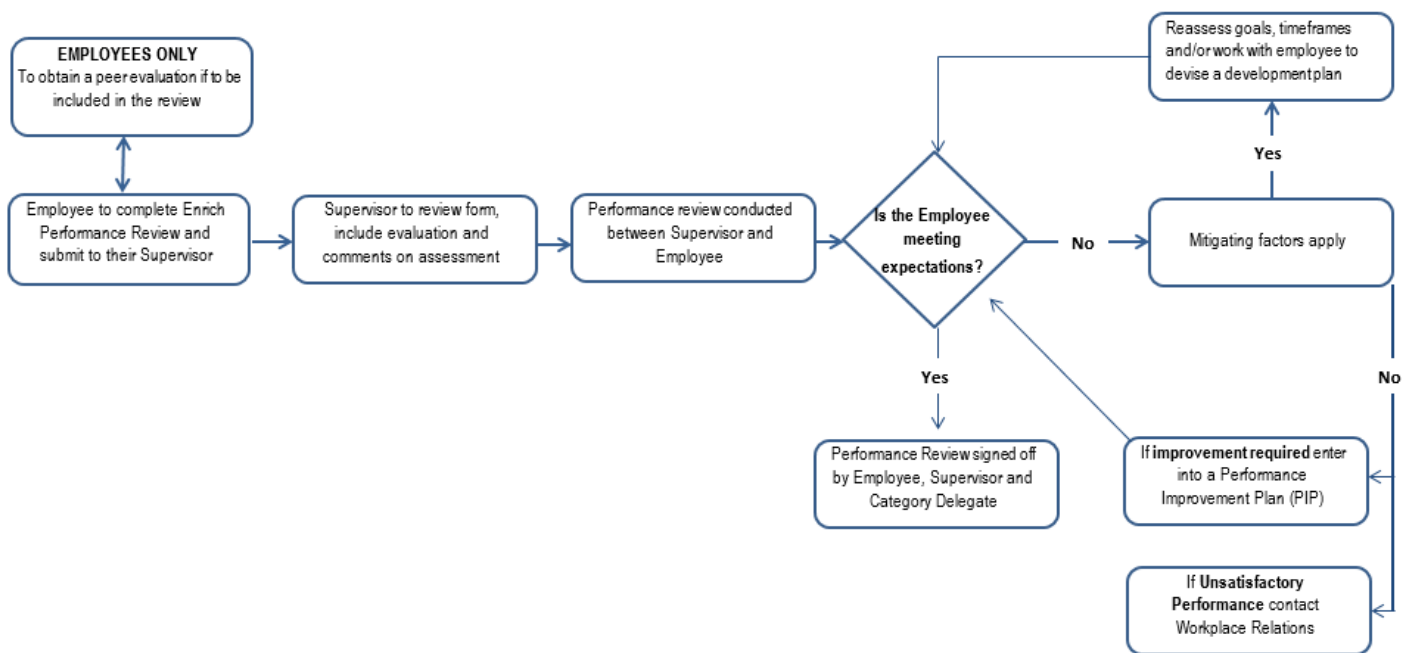 EMPLOYEES ONLY
To obtain a peer evaluation if to be
included in the review
Employee to complete Enrich
Performance Review and
submit to their Supervisor
Supervisor to review form,
include evaluation and
comments on assessment
Performance review conducted
between Supervisor and
Employee
Is the Employee
meeting
expectations?
No
Mitigating factors apply
Yes
Reassess goals, timeframes
and/or work with employee to
devise a development plan
Yes
Performance Review signed off
by Employee, Supervisor and
Category Delegate
No
If improvement required enter
into a Performance
Improvement Plan (PIP)
If Unsatisfactory
Performance contact
Workplace Relations